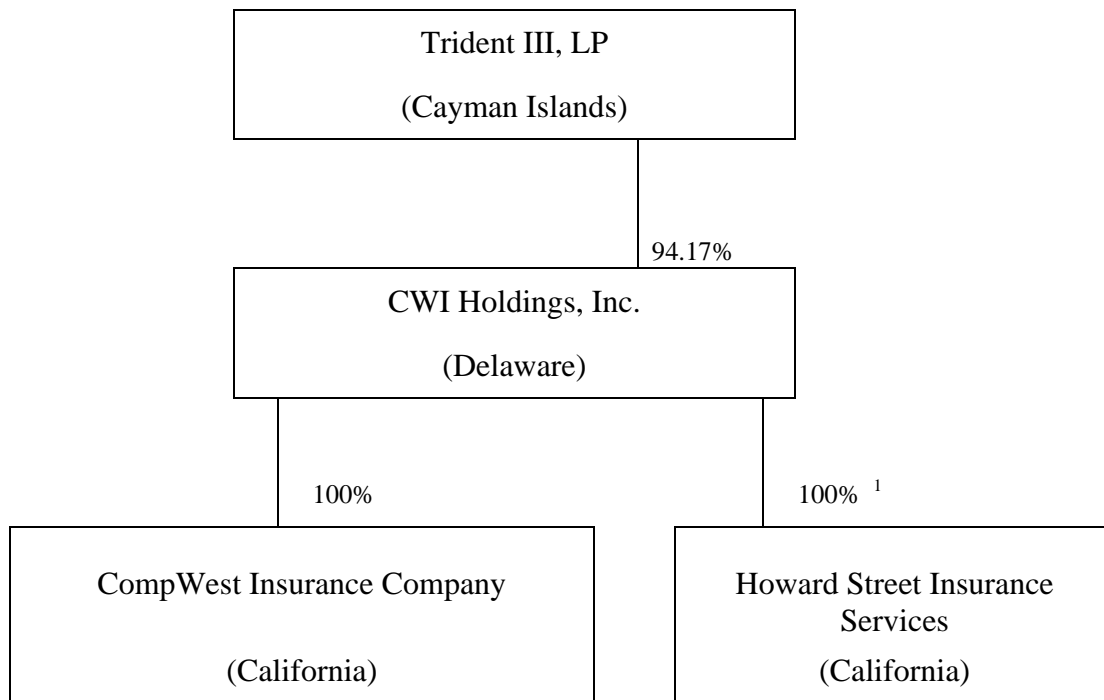 Trident III, LP
(Cayman Islands)
94.17%
CWI Holdings, Inc.
(Delaware)
100%
100% 1
CompWest Insurance Company
(California)
Howard Street Insurance
Services
(California)